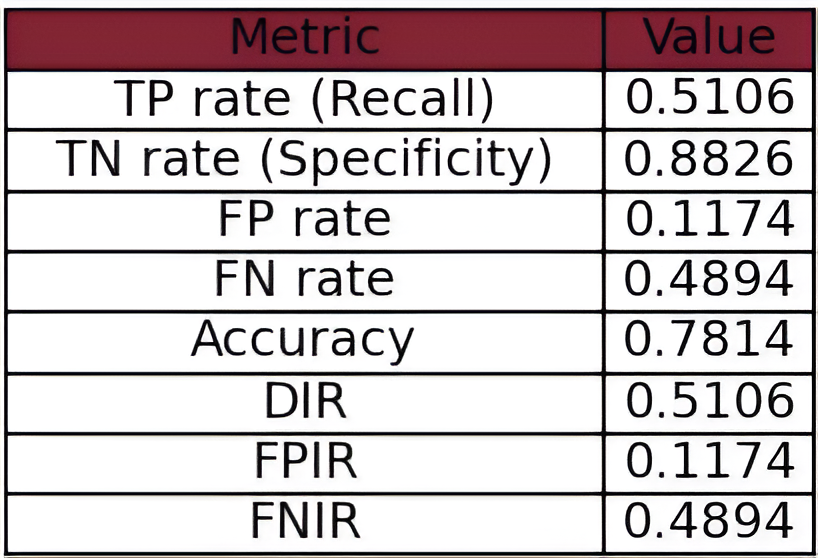 Metric Value
TP rate (Recall) 0.5106
TN rate (Specificity) 0.8826
FP rate 0.1174
FN rate 0.4894
Accuracy 0.7814
DIR 0.5106
FPIR 0.1174
FNIR 0.4894